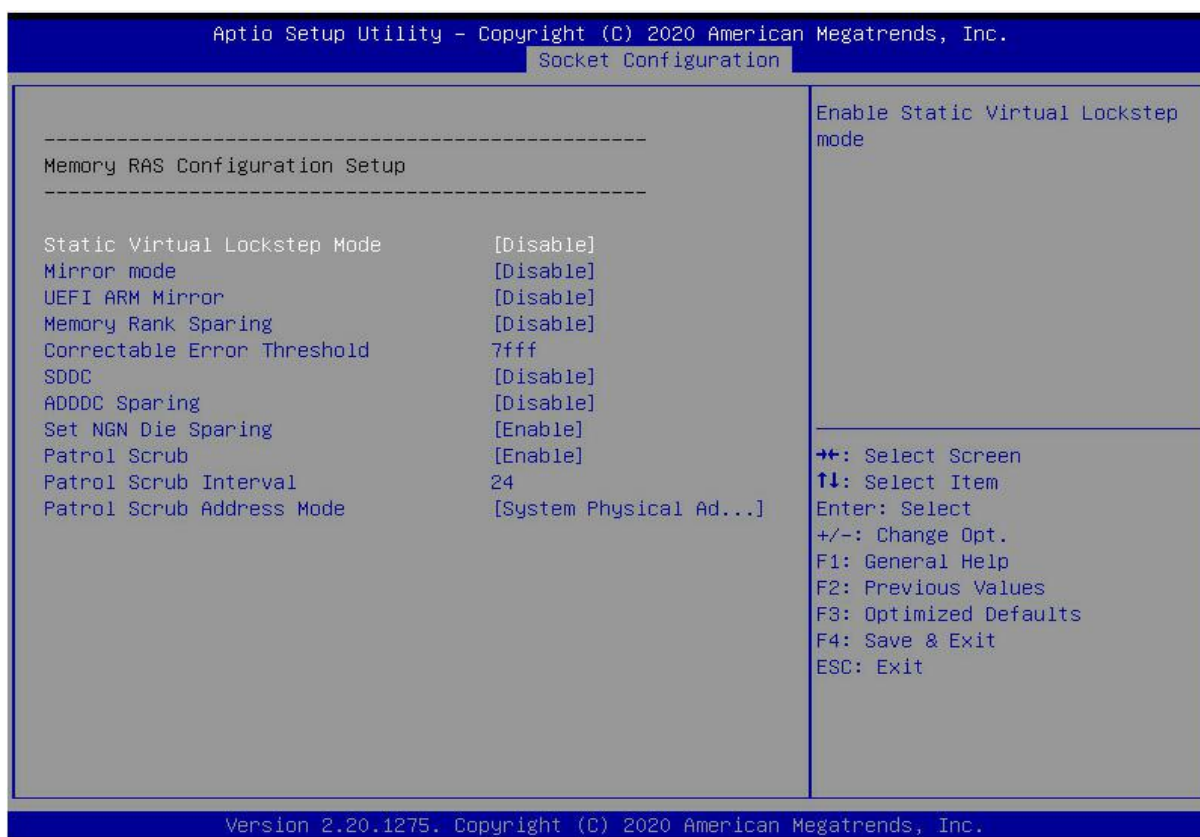 Aptio Setup Utility – Copyright (C) 2020 American Megatrends, Inc.
Socket Configuration
--------------------------------------------------
Memory RAS Configuration Setup
--------------------------------------------------
Static Virtual Lockstep Mode [Disable]
Mirror mode [Disable]
UEFI ARM Mirror [Disable]
Memory Rank Sparing [Disable]
Correctable Error Threshold 7fff
SDDC [Disable]
ADDDC Sparing [Disable]
Set NGN Die Sparing [Enable]
Patrol Scrub [Enable]
Patrol Scrub Interval 24
Patrol Scrub Address Mode [System Physical Ad...]
Enable Static Virtual Lockstep
mode
→←: Select Screen
↑↓: Select Item
Enter: Select
+/-: Change Opt.
F1: General Help
F2: Previous Values
F3: Optimized Defaults
F4: Save & Exit
ESC: Exit
Version 2.20.1275. Copyright (C) 2020 American Megatrends, Inc.